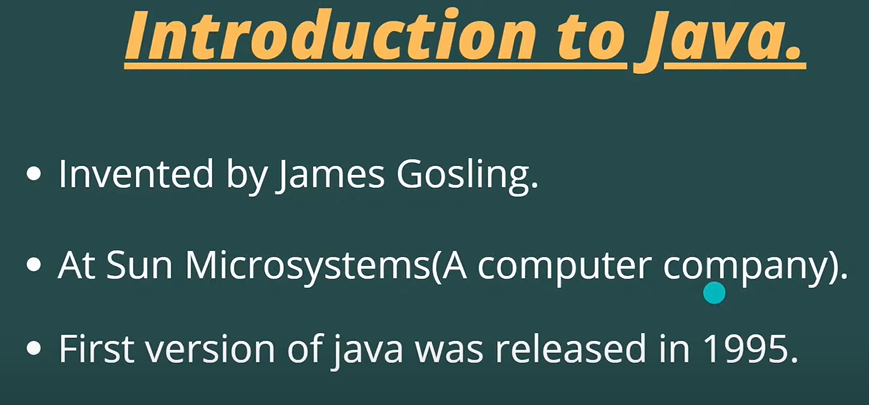 Introduction to Java.
• Invented by James Gosling.
• At Sun Microsystems(A computer company).
• First version of java was released in 1995.